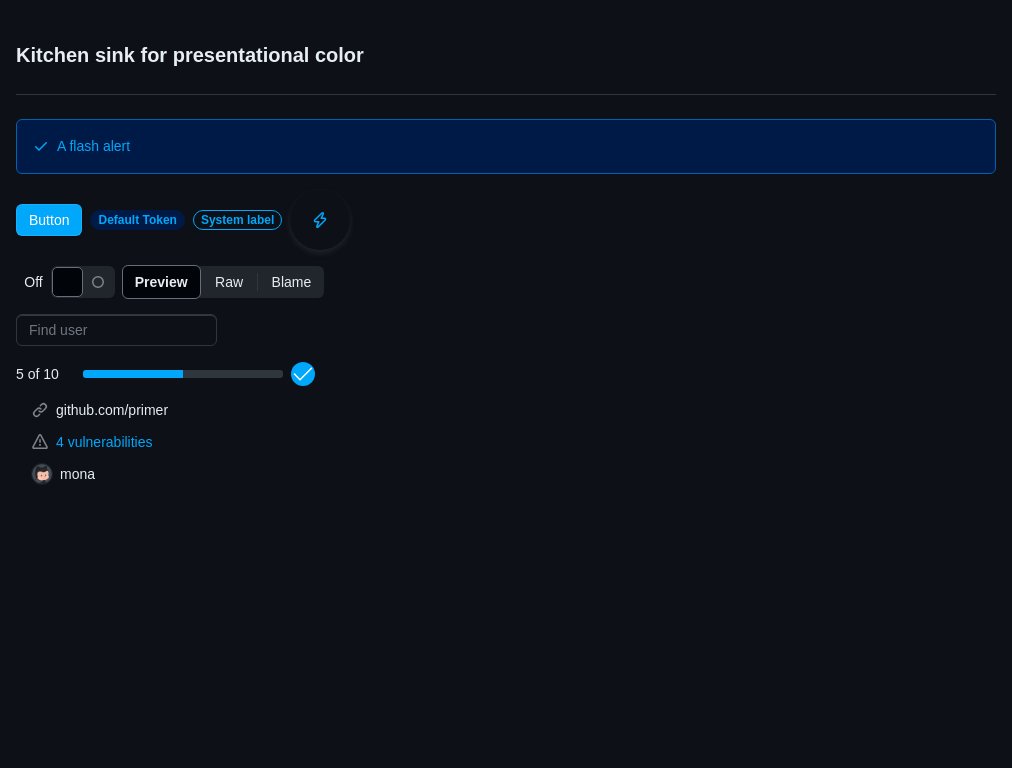 Kitchen sink for presentational color
A flash alert
Button Default Token System label
Off Preview Raw Blame
Find user
5 of 10
github.com/primer
4 vulnerabilities
mona